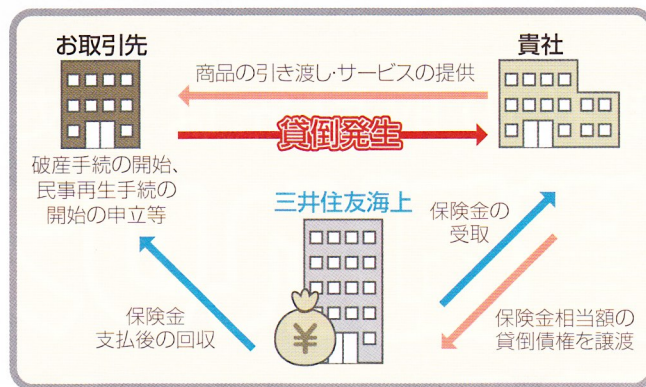 お取引先
貴社
商品の引き渡し・サービスの提供
貸倒発生
破産手続の開始、
民事再生手続の
開始の申立等
三井住友海上
保険金の
受取
保険金
支払後の回収
¥
保険金相当額の
貸倒債権を譲渡